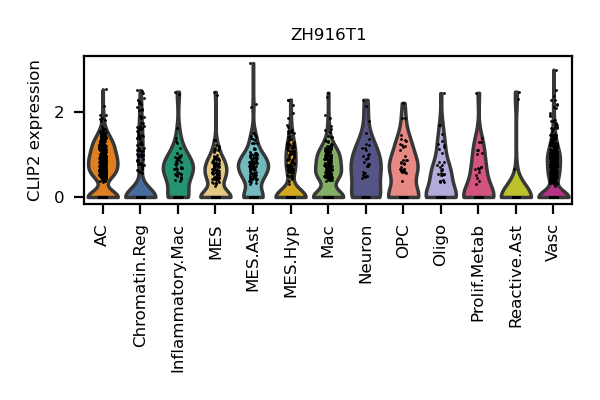 ZH916T1
CLIP2 expression
2
0
AC
Chromatin.Reg
Inflammatory.Mac
MES
MES.Ast
MES.Hyp
Mac
Neuron
OPC
Oligo
Prolif.Metab
Reactive.Ast
Vasc